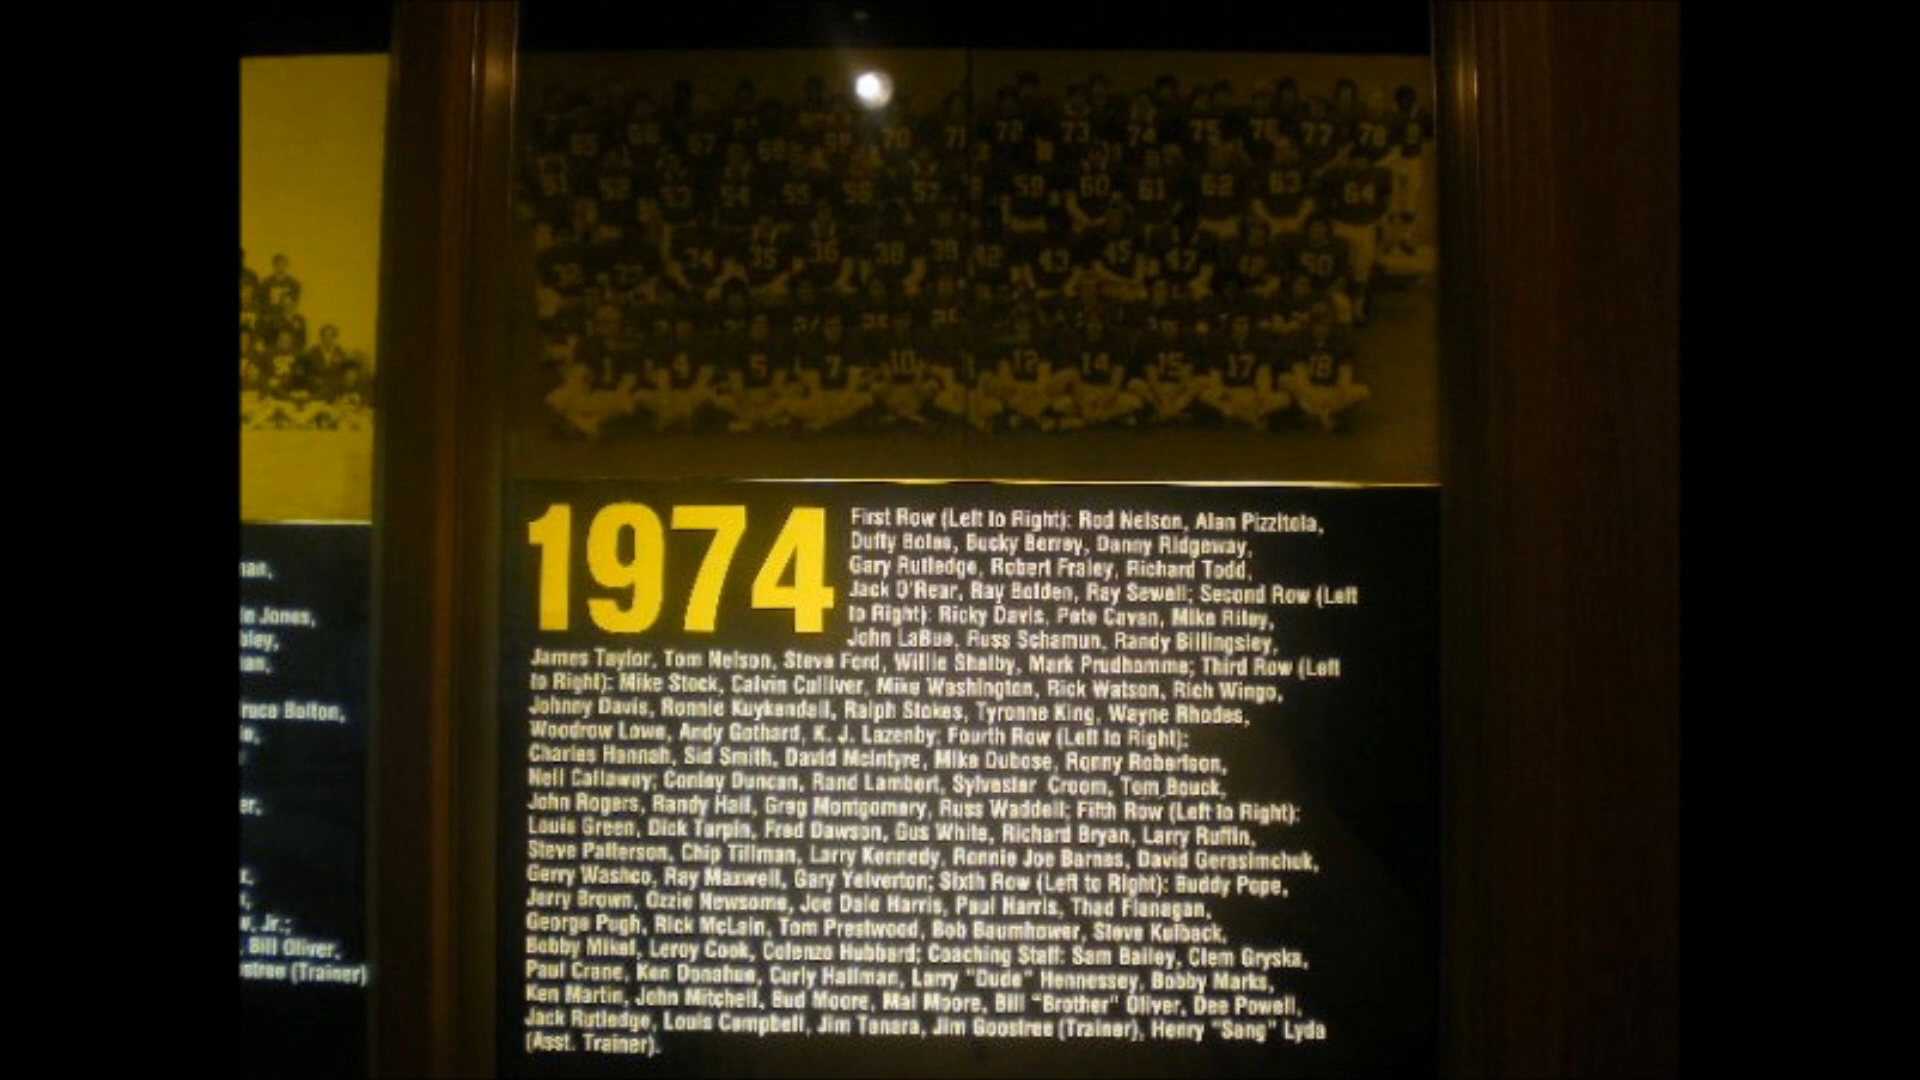 1974
First Row (Left to Right): Rod Nelson, Alan Pizzitola,
Duffy Boles, Bucky Berrey, Danny Ridgeway,
Gary Rutledge, Robert Fraley, Richard Todd,
Jack O'Rear, Ray Bolden, Ray Sewell; Second Row (Left
to Right): Ricky Davis, Pete Cavan, Mike Riley,
John LaBue, Russ Schamun, Randy Billingsley,
James Taylor, Tom Nelson, Steve Ford, Willie Shelby, Mark Prudhomme; Third Row (Left
to Right): Mike Stock, Calvin Culliver, Mike Washington, Rick Watson, Rich Wingo,
Johnny Davis, Ronnie Kuykendall, Ralph Stokes, Tyronne King, Wayne Rhodes,
Woodrow Lowe, Andy Gothard, K. J. Lazenby; Fourth Row (Left to Right):
Charles Hannah, Sid Smith, David McIntyre, Mike Dubose, Ronny Robertson,
Neil Callaway; Conley Duncan, Rand Lambert, Sylvester Croom, Tom Bouck,
John Rogers, Randy Hall, Greg Montgomery, Russ Waddell; Fifth Row (Left to Right):
Louis Green, Dick Turpin, Fred Dawson, Gus White, Richard Bryan, Larry Ruffin,
Steve Patterson, Chip Tillman, Larry Kennedy, Ronnie Joe Barnes, David Gerasimchuk,
Gerry Washco, Ray Maxwell, Gary Yelverton; Sixth Row (Left to Right): Buddy Pope,
Jerry Brown, Ozzie Newsome, Joe Dale Harris, Paul Harris, Thad Flanagan,
George Pugh, Rick McLain, Tom Prestwood, Bob Baumhower, Steve Kulback,
Bobby Mikel, Leroy Cook, Colenzo Hubbard; Coaching Staff: Sam Bailey, Clem Gryska,
Paul Crane, Ken Donahue, Curly Hallman, Larry "Dude" Hennessey, Bobby Marks,
Ken Martin, John Mitchell, Bud Moore, Mal Moore, Bill "Brother" Oliver, Dee Powell,
Jack Rutledge, Louis Campbell, Jim Tanara, Jim Goostree (Trainer), Henry "Sang" Lyda
(Asst. Trainer).
Jones,
Bolton,
Jr.;
Bill Oliver,
(Trainer)